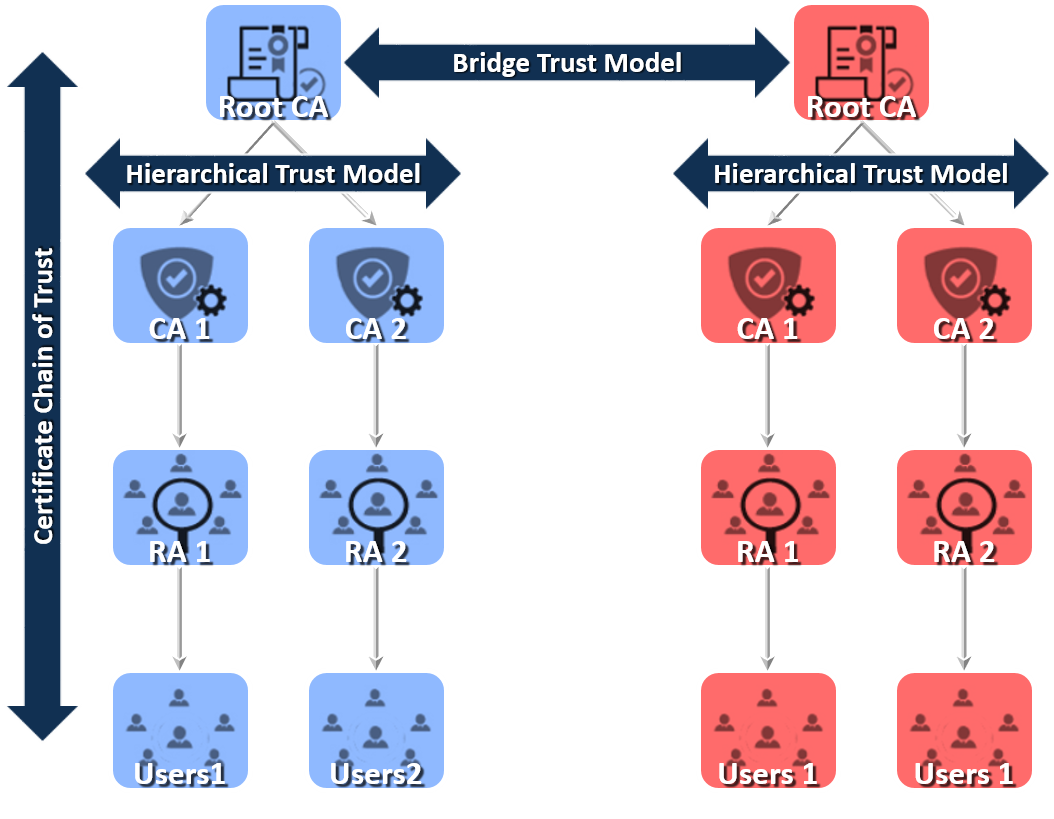 Root CA
Bridge Trust Model
Root CA
Hierarchical Trust Model
Hierarchical Trust Model
Certificate Chain of Trust
CA 1
CA 2
CA 1
CA 2
RA 1
RA 2
RA 1
RA 2
Users1
Users2
Users 1
Users 1